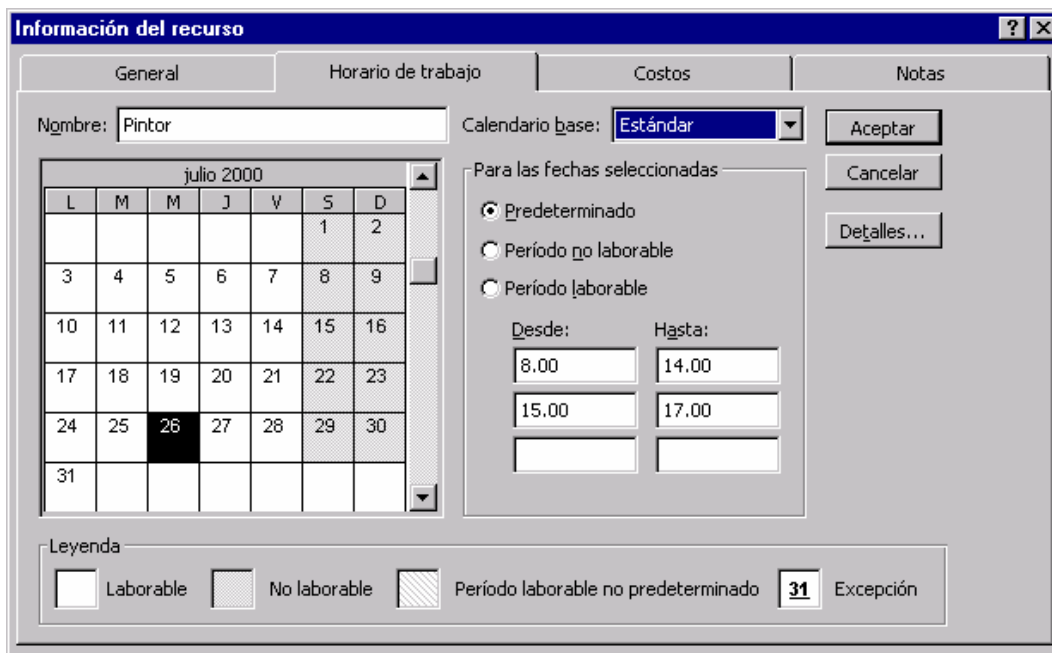 Información del recurso
General Horario de trabajo Costos Notas
Nombre: Pintor
Calendario base: Estándar
Aceptar
Cancelar
Detalles...
julio 2000
L M M J V S D
1 2
3 4 5 6 7 8 9
10 11 12 13 14 15 16
17 18 19 20 21 22 23
24 25 26 27 28 29 30
31
Para las fechas seleccionadas
Predeterminado
Período no laborable
Período laborable
Desde: Hasta:
8.00 14.00
15.00 17.00
Leyenda
Laborable No laborable Período laborable no predeterminado 31 Excepción